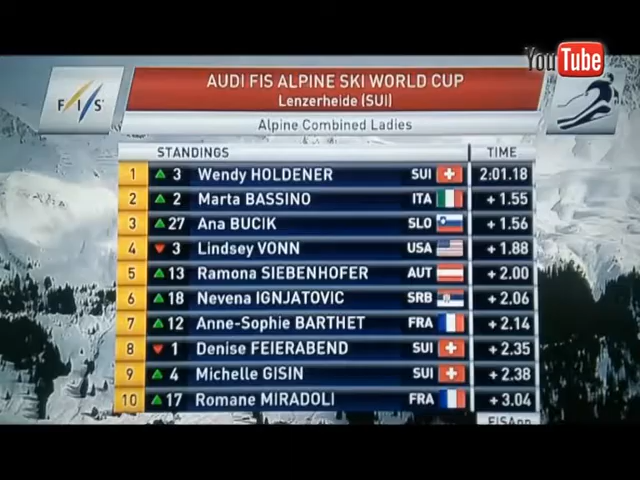 YouTube
AUDI FIS ALPINE SKI WORLD CUP
FIS
Lenzerheide (SUI)
Alpine Combined Ladies
STANDINGS TIME
1 3 Wendy HOLDENER SUI 2:01.18
2 2 Marta BASSINO ITA + 1.55
3 27 Ana BUCIK SLO + 1.56
4 3 Lindsey VONN USA + 1.88
5 13 Ramona SIEBENHOFER AUT + 2.00
6 18 Nevena IGNJATOVIC SRB + 2.06
7 12 Anne-Sophie BARTHET FRA + 2.14
8 1 Denise FEIERABEND SUI + 2.35
9 4 Michelle GISIN SUI + 2.38
10 17 Romane MIRADOLI FRA + 3.04
FISApp